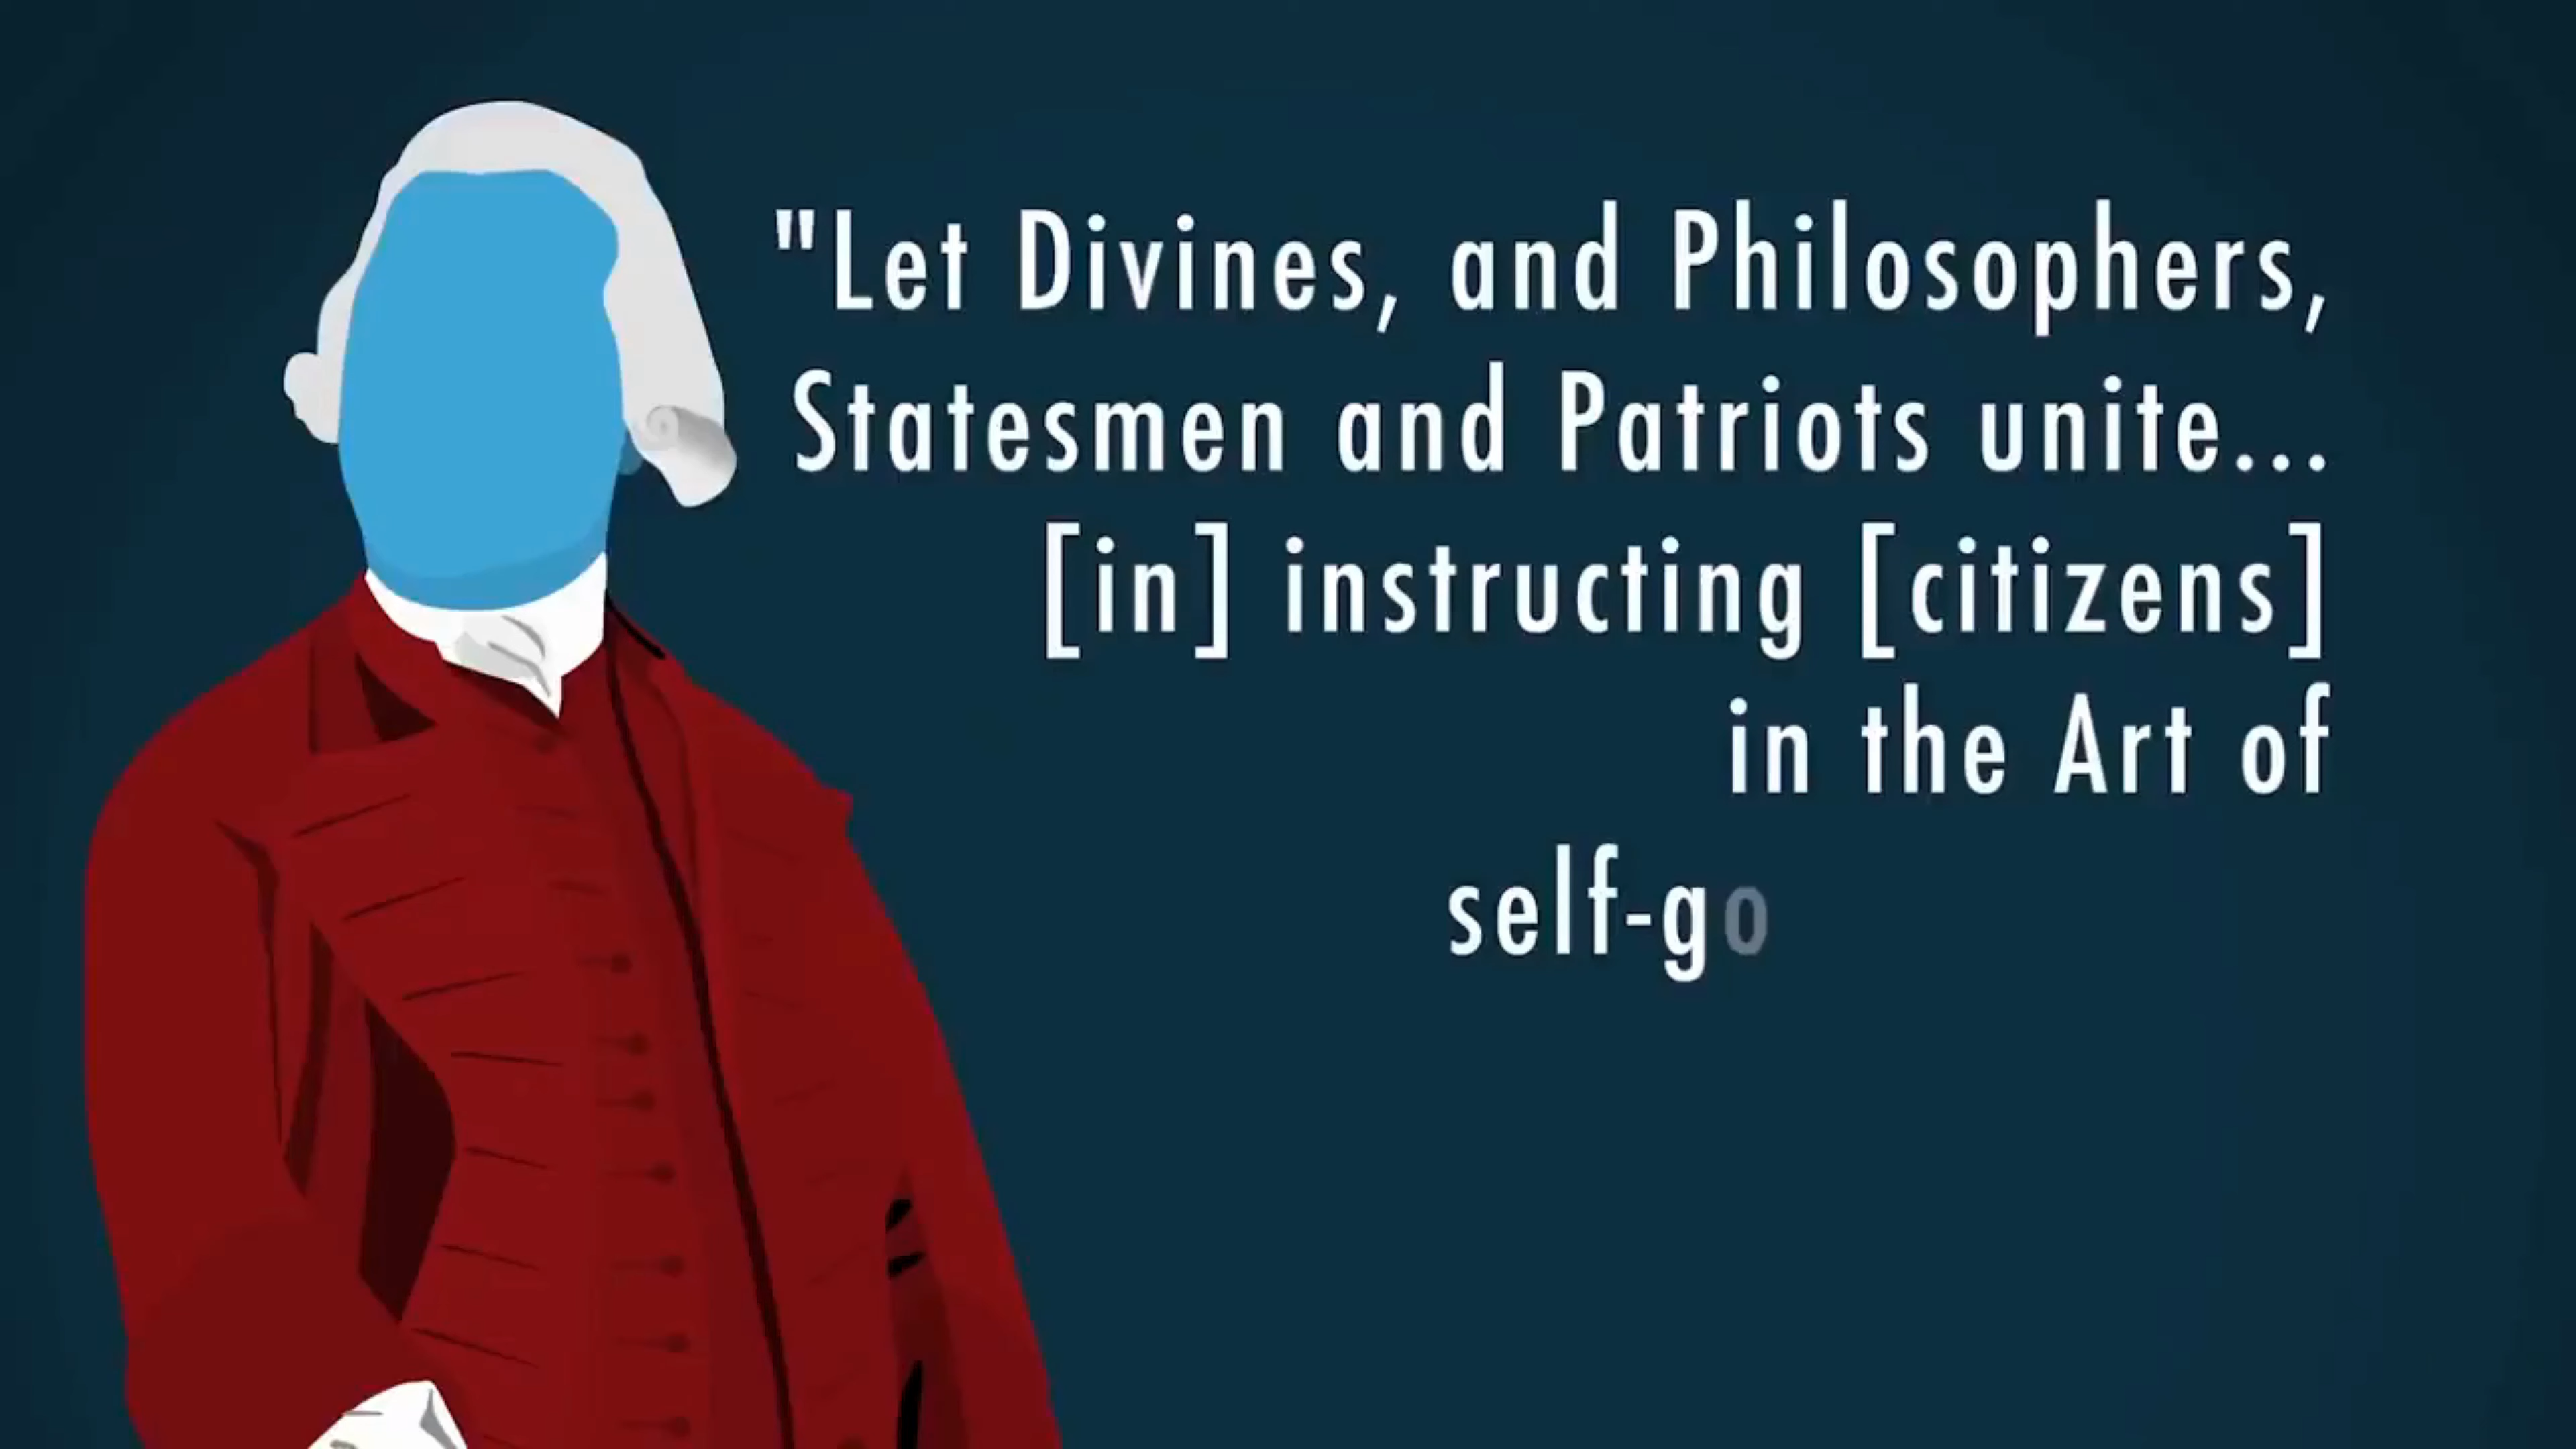 "Let Divines, and Philosophers,
Statesmen and Patriots unite...
[in] instructing [citizens]
in the Art of
self-go